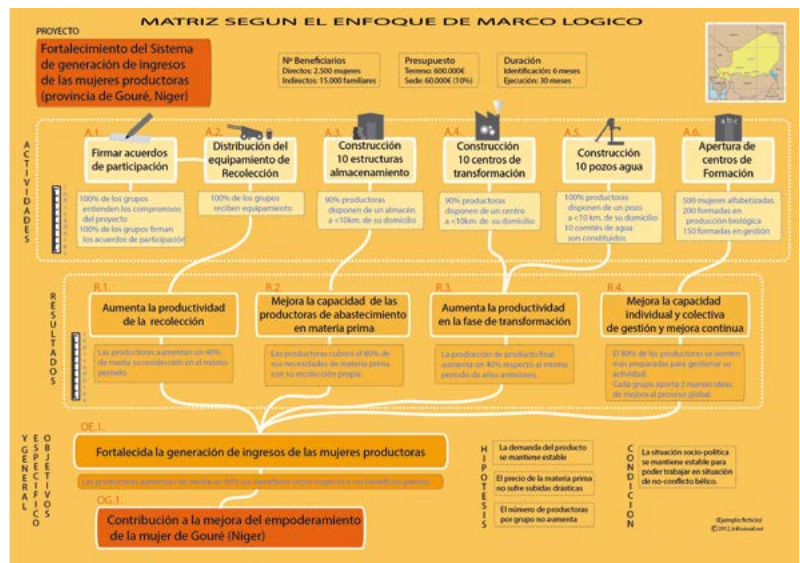 MATRIZ SEGUN EL ENFOQUE DE MARCO LOGICO
PROYECTO
Fortalecimiento del Sistema
de generación de ingresos
de las mujeres productoras
(provincia de Gouré, Niger)
Nº Beneficiarios
Directos: 2.500 mujeres
Indirectos: 15.000 familiares
Presupuesto
Terreno: 600.000€
Sede: 60.000€ (10%)
Duración
Identificación: 6 meses
Ejecución: 30 meses
ACTIVIDADES
A.1.
Firmar acuerdos
de participación
100% de los grupos
entienden los compromisos
del proyecto
100% de los grupos firman
los acuerdos de participación
A.2.
Distribución del
equipamiento de
Recolección
100% de los grupos
reciben equipamiento
A.3.
Construcción
10 estructuras
almacenamiento
90% productoras
disponen de un almacén
a <10km. de su domicilio
A.4.
Construcción
10 centros de
transformación
90% productoras
disponen de un centro
a <10km. de su domicilio
A.5.
Construcción
10 pozos agua
100% productoras
disponen de un pozo
a <10 km. de su domicilio
10 comités de agua
son constituidos
abc
A.6.
Apertura de
centros de
Formación
500 mujeres alfabetizadas
200 formadas en
producción biológica
150 formadas en gestión
RESULTADOS
R.1.
Aumenta la productividad
de la recolección
Las productoras aumentan un 40%
de media su recolección en el mismo
periodo.
R.2.
Mejora la capacidad de las
productoras de abastecimiento
en materia prima
Las productoras cubren el 80% de
sus necesidades de materia prima
con su recolección propia.
R.3.
Aumenta la productividad
en la fase de transformación
La producción de producto final
aumenta un 40% respecto al mismo
periodo de años anteriores.
R.4.
Mejora la capacidad
individual y colectiva
de gestión y mejora continua
El 80% de las productoras se sienten
más preparadas para gestionar su
actividad.
Cada grupo aporta 3 nuevas ideas
de mejora al proceso global.
OBJETIVOS
ESPECIFICO
Y GENERAL
OE.1.
Fortalecida la generación de ingresos de las mujeres productoras
Las productoras aumentan de media un
OG.1.
Contribución a la mejora del empoderamiento
de la mujer de Gouré (Niger)
HIPOTESIS
La demanda del producto
se mantiene estable
El precio de la materia prima
no sufre subidas drásticas
El número de productoras
por grupo no aumenta
CONDICION
La situación socio-política
se mantiene estable para
poder trabajar en situación
de no-conflicto bélico.
(Ejemplo ficticio)
©2012,